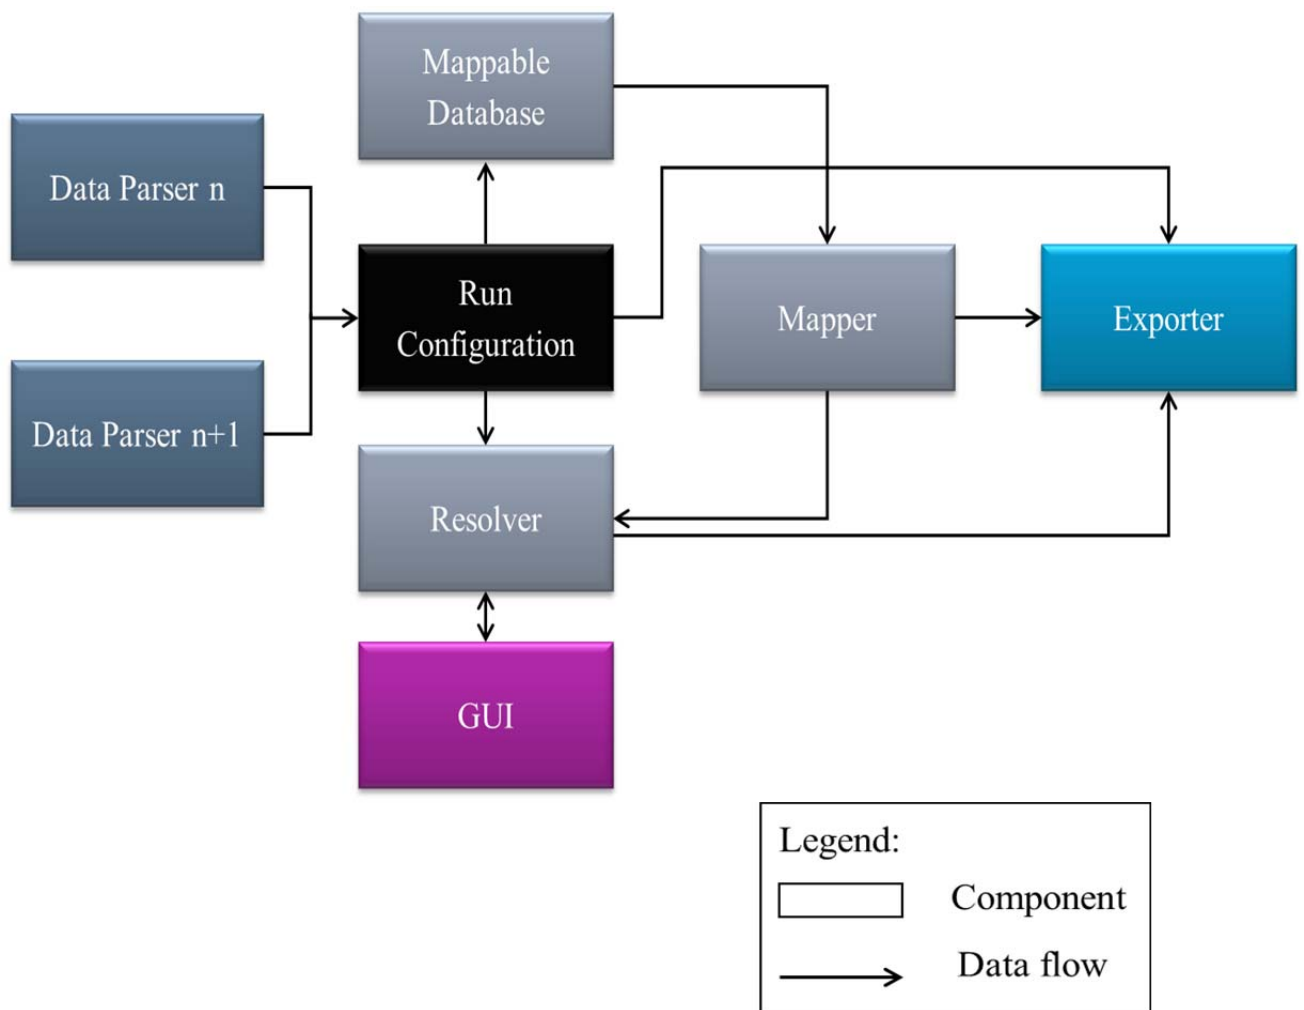 Mappable
Database
Data Parser n
Run
Configuration
Mapper
Exporter
Data Parser n+1
Resolver
GUI
Legend:
Component
Data flow